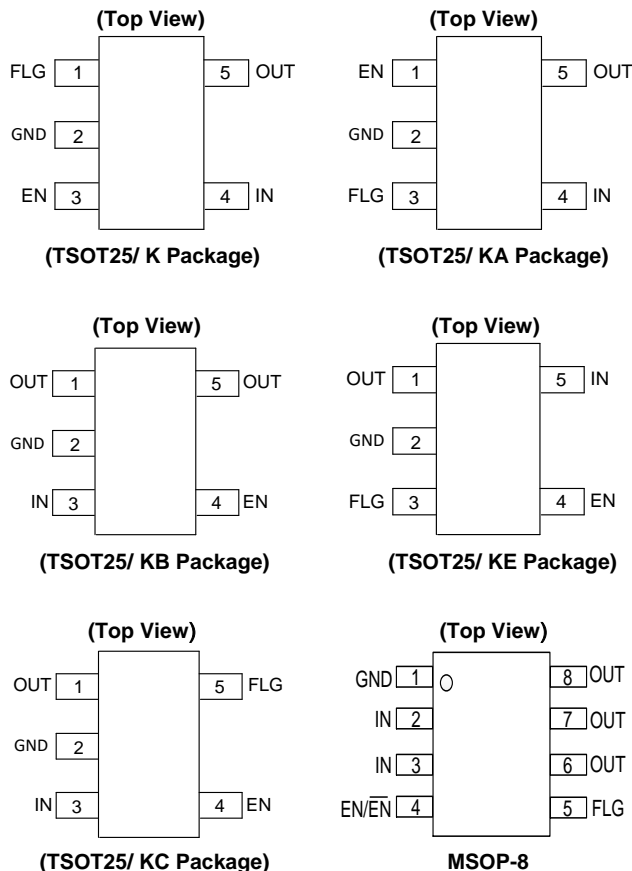 (Top View)
FLG 1 5 OUT
GND 2
EN 3 4 IN
(TSOT25/ K Package)
(Top View)
EN 1 5 OUT
GND 2
FLG 3 4 IN
(TSOT25/ KA Package)
(Top View)
OUT 1 5 OUT
GND 2
IN 3 4 EN
(TSOT25/ KB Package)
(Top View)
OUT 1 5 IN
GND 2
FLG 3 4 EN
(TSOT25/ KE Package)
(Top View)
OUT 1 5 FLG
GND 2
IN 3 4 EN
(TSOT25/ KC Package)
(Top View)
GND 1 8 OUT
IN 2 7 OUT
IN 3 6 OUT
EN/E̅N̅ 4 5 FLG
MSOP-8